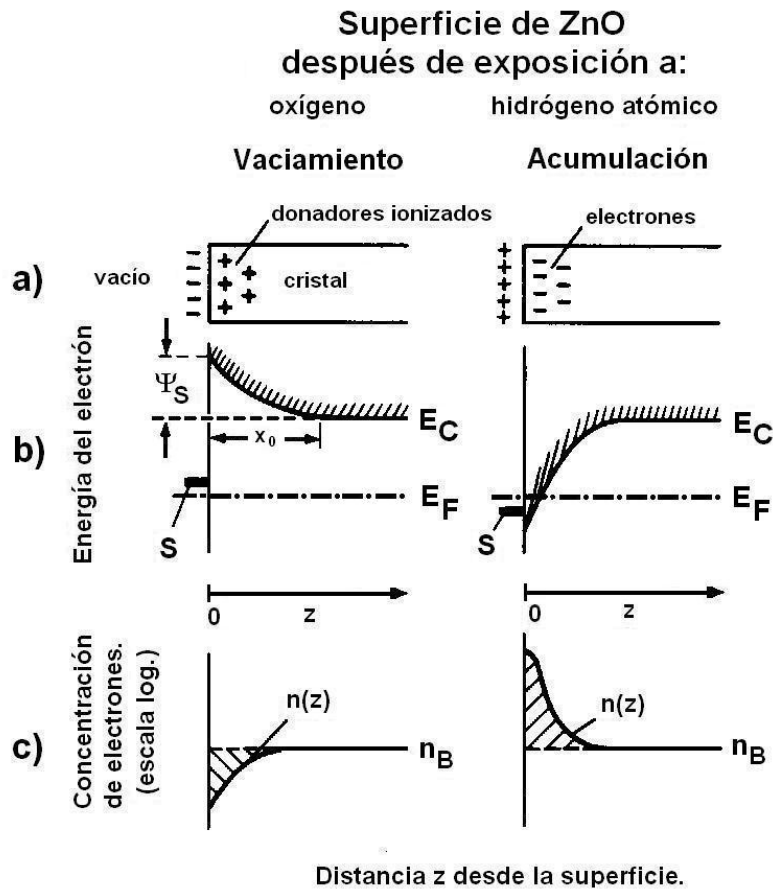 Superficie de ZnO
después de exposición a:
oxígeno
hidrógeno atómico
Vaciamiento
Acumulación
donadores ionizados
electrones
a)
vacío
cristal
b)
Energía del electrón
Ψ_S
x₀
E_C
E_F
S
E_C
E_F
S
0
z
0
z
c)
Concentración
de electrones.
(escala log.)
n(z)
n_B
n(z)
n_B
Distancia z desde la superficie.